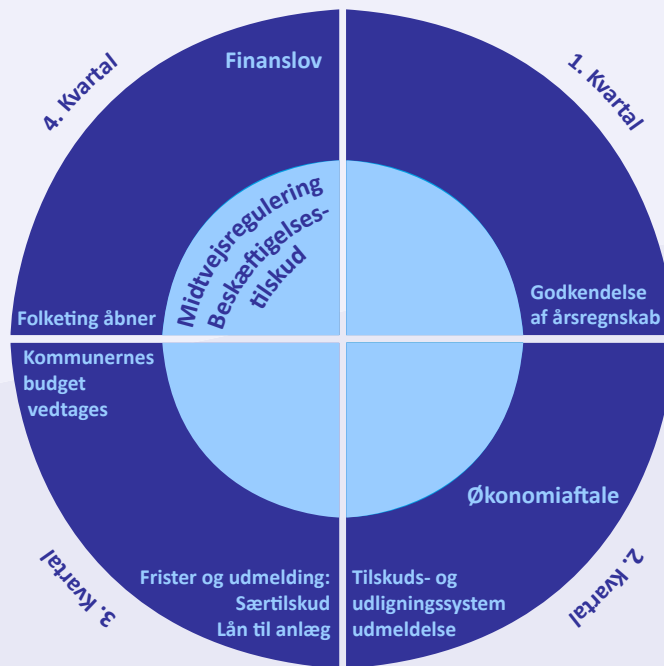 4. Kvartal
Finanslov
1. Kvartal
Midtvejsregulering
Beskæftigelses-
tilskud
Folketing åbner
Godkendelse
af årsregnskab
Kommunernes
budget
vedtages
Økonomiaftale
3. Kvartal
Frister og udmelding:
Særtilskud
Lån til anlæg
Tilskuds- og
udligningssystem
udmeldelse
2. Kvartal